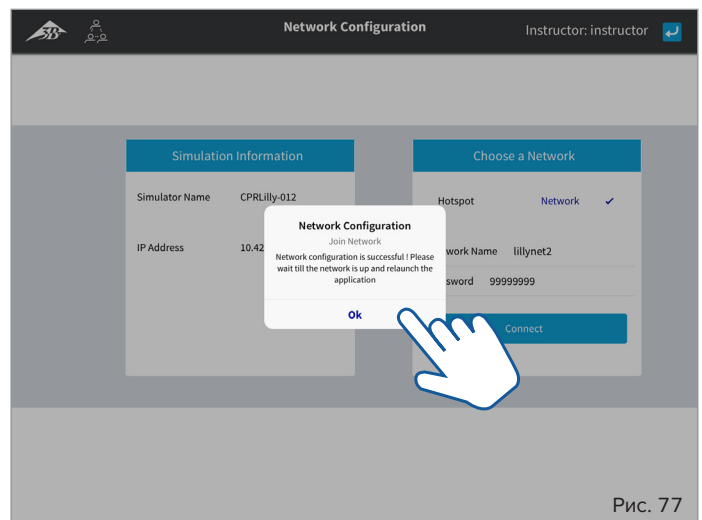 3B
Network Configuration
Instructor: instructor
Simulation Information
Simulator Name CPRLilly-012
IP Address 10.42
Choose a Network
Hotspot Network
work Name lillynet2
sword 99999999
Connect
Network Configuration
Join Network
Network configuration is successful ! Please
wait till the network is up and relaunch the
application
Ok
Рис. 77